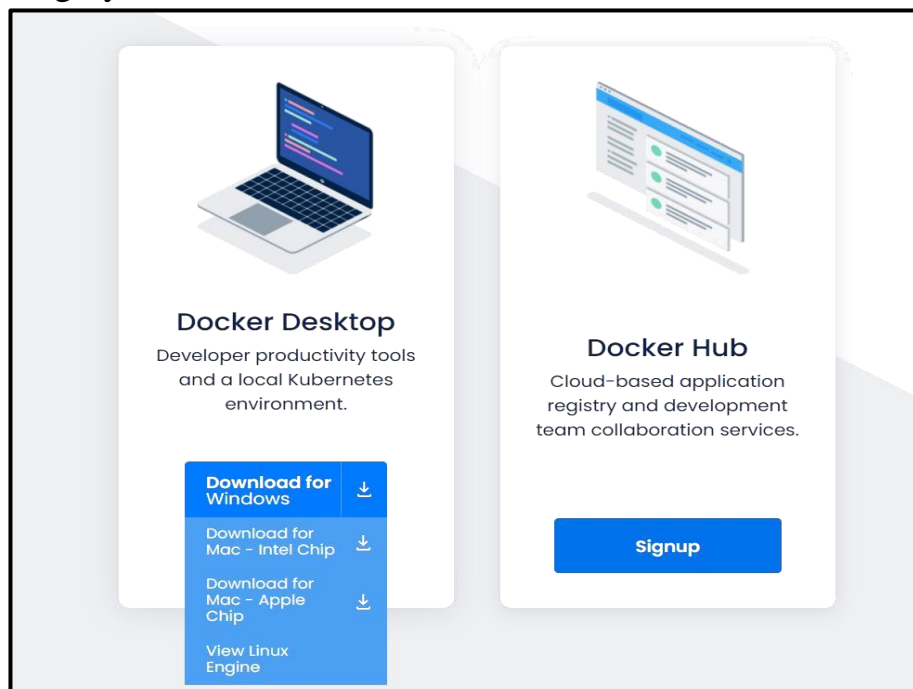 Docker Desktop
Developer productivity tools
and a local Kubernetes
environment.
Download for
Windows
Download for
Mac - Intel Chip
Download for
Mac - Apple
Chip
View Linux
Engine
Docker Hub
Cloud-based application
registry and development
team collaboration services.
Signup